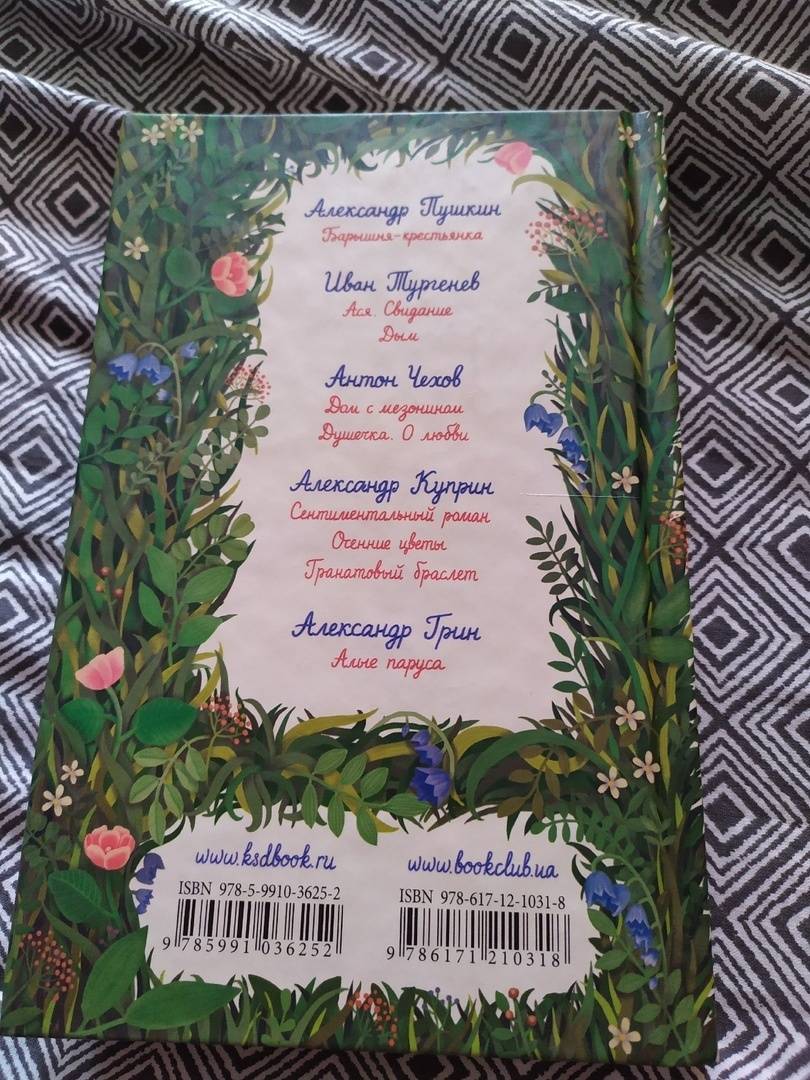 Александр Пушкин
Барышня-крестьянка
Иван Тургенев
Ася. Свидание
Дым
Антон Чехов
Дом с мезонином
Душечка. О любви
Александр Куприн
Сентиментальный роман
Осенние цветы
Гранатовый браслет
Александр Грин
Алые паруса
www.ksdbook.ru
ISBN 978-5-9910-3625-2
9 785991 036252
www.bookclub.ua
ISBN 978-617-12-1031-8
9 786171 210318